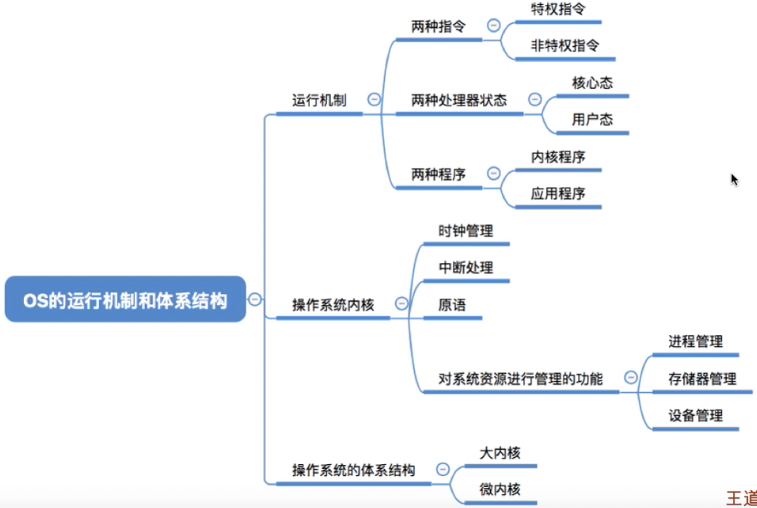 特权指令
两种指令
非特权指令
运行机制
两种处理器状态
核心态
用户态
两种程序
内核程序
应用程序
OS的运行机制和体系结构
时钟管理
中断处理
操作系统内核
原语
对系统资源进行管理的功能
进程管理
存储器管理
设备管理
操作系统的体系结构
大内核
微内核
王道